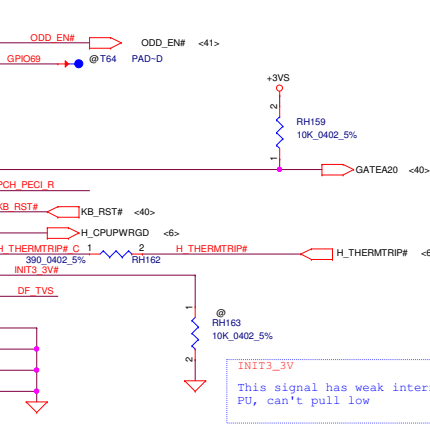 ODD_EN# ODD_EN# <41>
GPIO69 @ T64 PAD~D
+3VS
2
RH159
10K_0402_5%
1
GATEA20 <40>
PCH_PECI_R
KB_RST# KB_RST# <40>
H_CPUPWRGD <6>
H_THERMTRIP#_C 1 2 H_THERMTRIP# H_THERMTRIP#
390_0402_5% RH162
INIT3_3V#
DF_TVS
1
@
RH163
10K_0402_5%
2
INIT3_3V
This signal has weak
PU, can't pull low